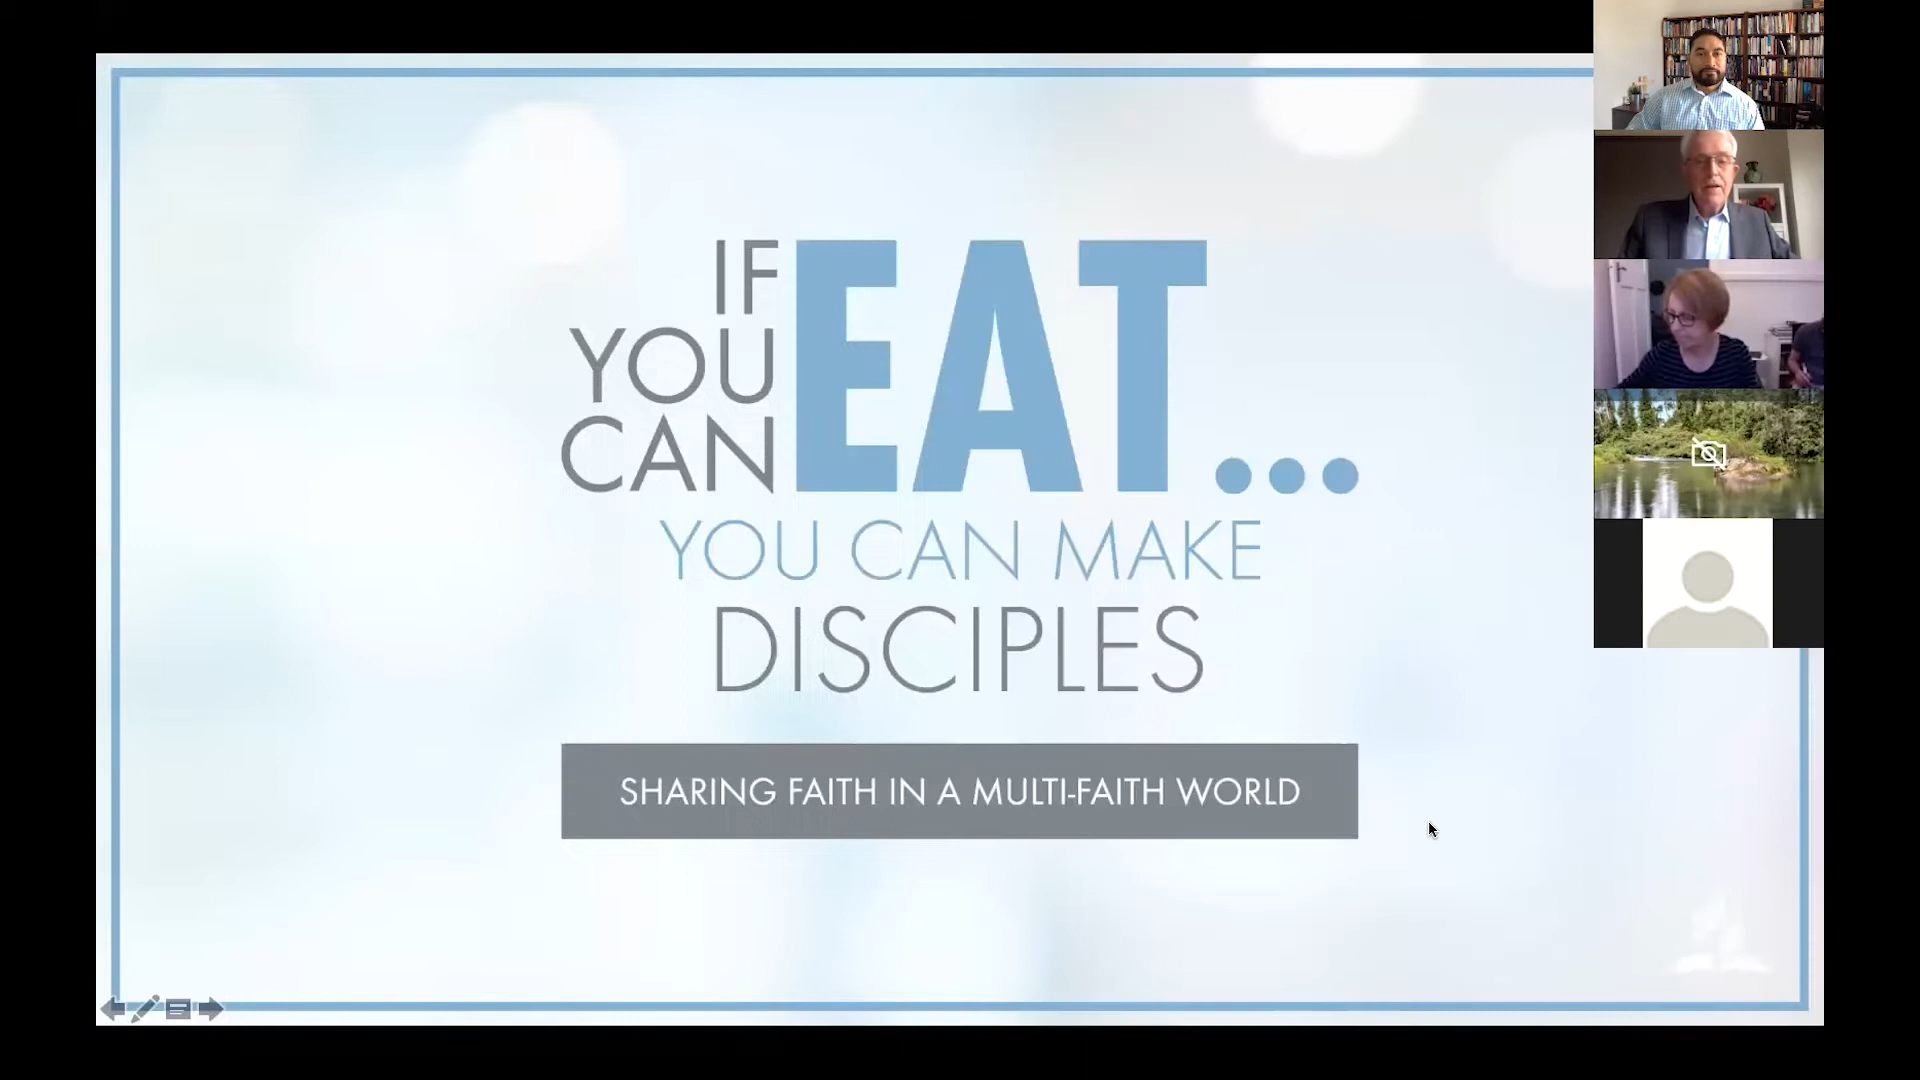 IF
YOU
CAN EAT...
YOU CAN MAKE
DISCIPLES
SHARING FAITH IN A MULTI-FAITH WORLD